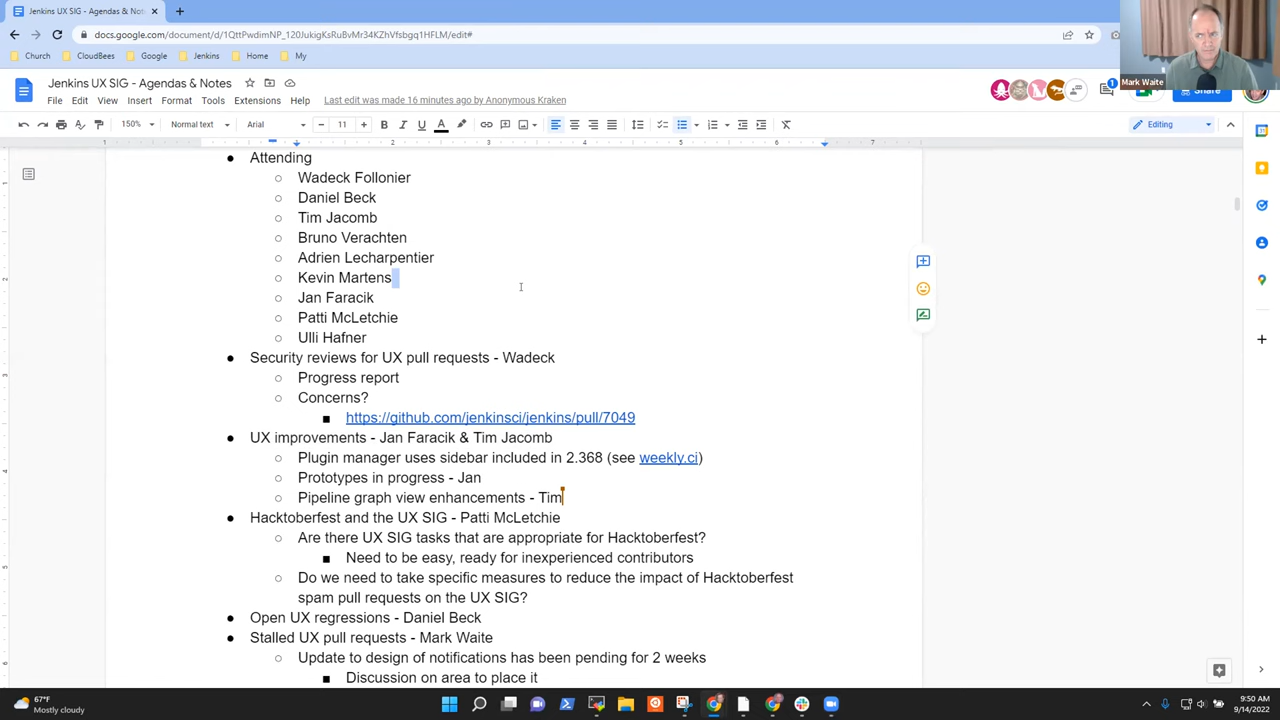 Jenkins UX SIG - Agendas & Not
docs.google.com/document/d/1QttPwdimNP_120JukigKsRuBvMr34KZhVfsbgq1HFLM/edit#
Church
CloudBees
Google
Jenkins
Home
My
Mark Waite
Jenkins UX SIG - Agendas & Notes
1
Share
File
Edit
View
Insert
Format
Tools
Extensions
Help
Last edit was made 16 minutes ago by Anonymous Kraken
150%
Normal text
Arial
11
Editing
1
2
3
4
5
6
7
Attending
Wadeck Follonier
Daniel Beck
Tim Jacomb
Bruno Verachten
Adrien Lecharpentier
Kevin Martens
Jan Faracik
Patti McLetchie
Ulli Hafner
Security reviews for UX pull requests - Wadeck
Progress report
Concerns?
https://github.com/jenkinsci/jenkins/pull/7049
UX improvements - Jan Faracik & Tim Jacomb
Plugin manager uses sidebar included in 2.368 (see weekly.ci)
Prototypes in progress - Jan
Pipeline graph view enhancements - Tim
Hacktoberfest and the UX SIG - Patti McLetchie
Are there UX SIG tasks that are appropriate for Hacktoberfest?
Need to be easy, ready for inexperienced contributors
Do we need to take specific measures to reduce the impact of Hacktoberfest
spam pull requests on the UX SIG?
Open UX regressions - Daniel Beck
Stalled UX pull requests - Mark Waite
Update to design of notifications has been pending for 2 weeks
Discussion on area to place it
67°F
Mostly cloudy
9:50 AM
9/14/2022